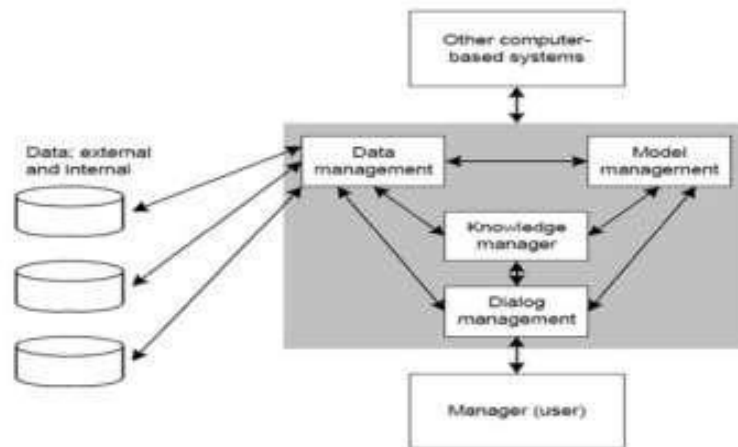 Other computer-
based systems
Data; external
and internal
Data
management
Model
management
Knowledge
manager
Dialog
management
Manager (user)